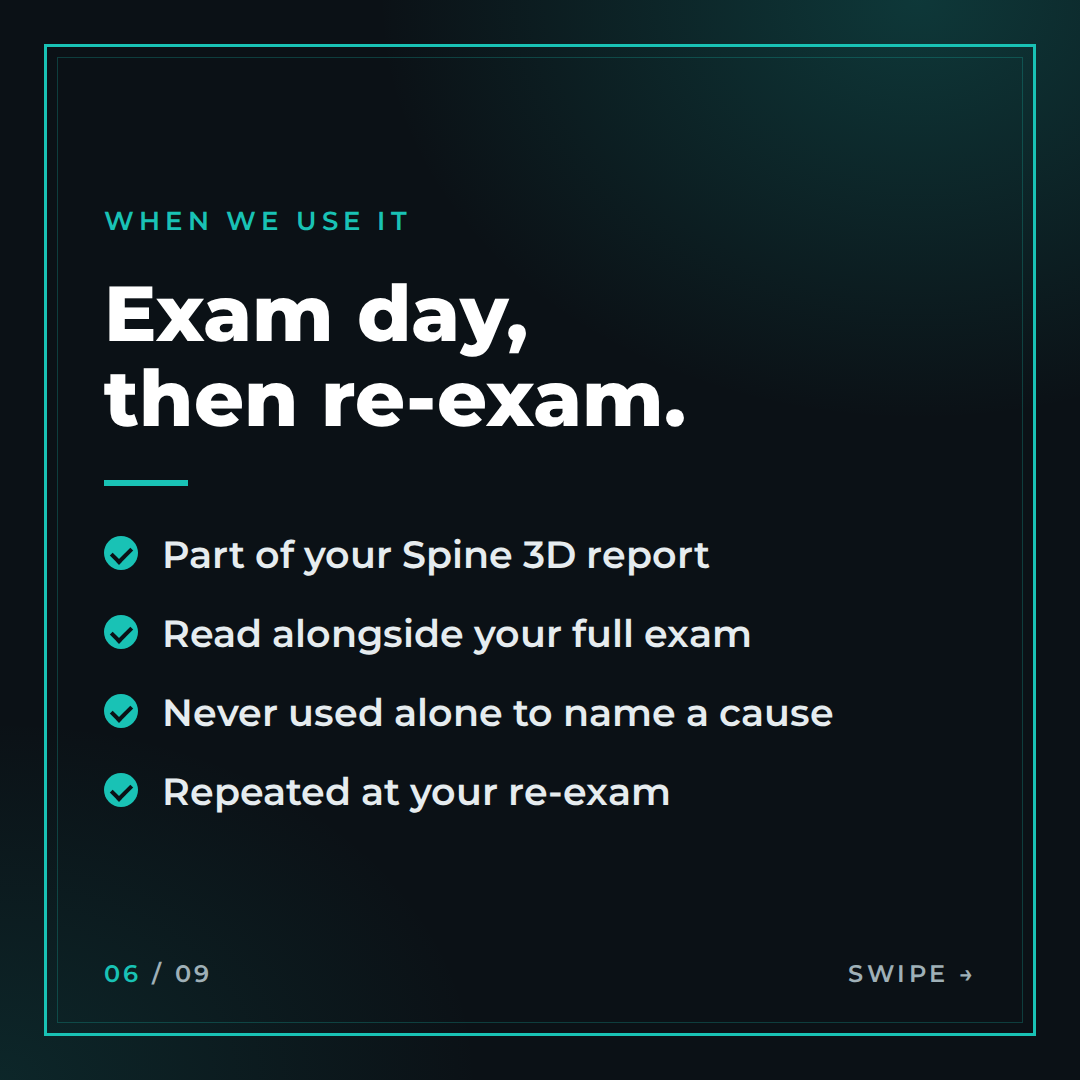 WHEN WE USE IT
Exam day,
then re-exam.
Part of your Spine 3D report
Read alongside your full exam
Never used alone to name a cause
Repeated at your re-exam
06 / 09
SWIPE →